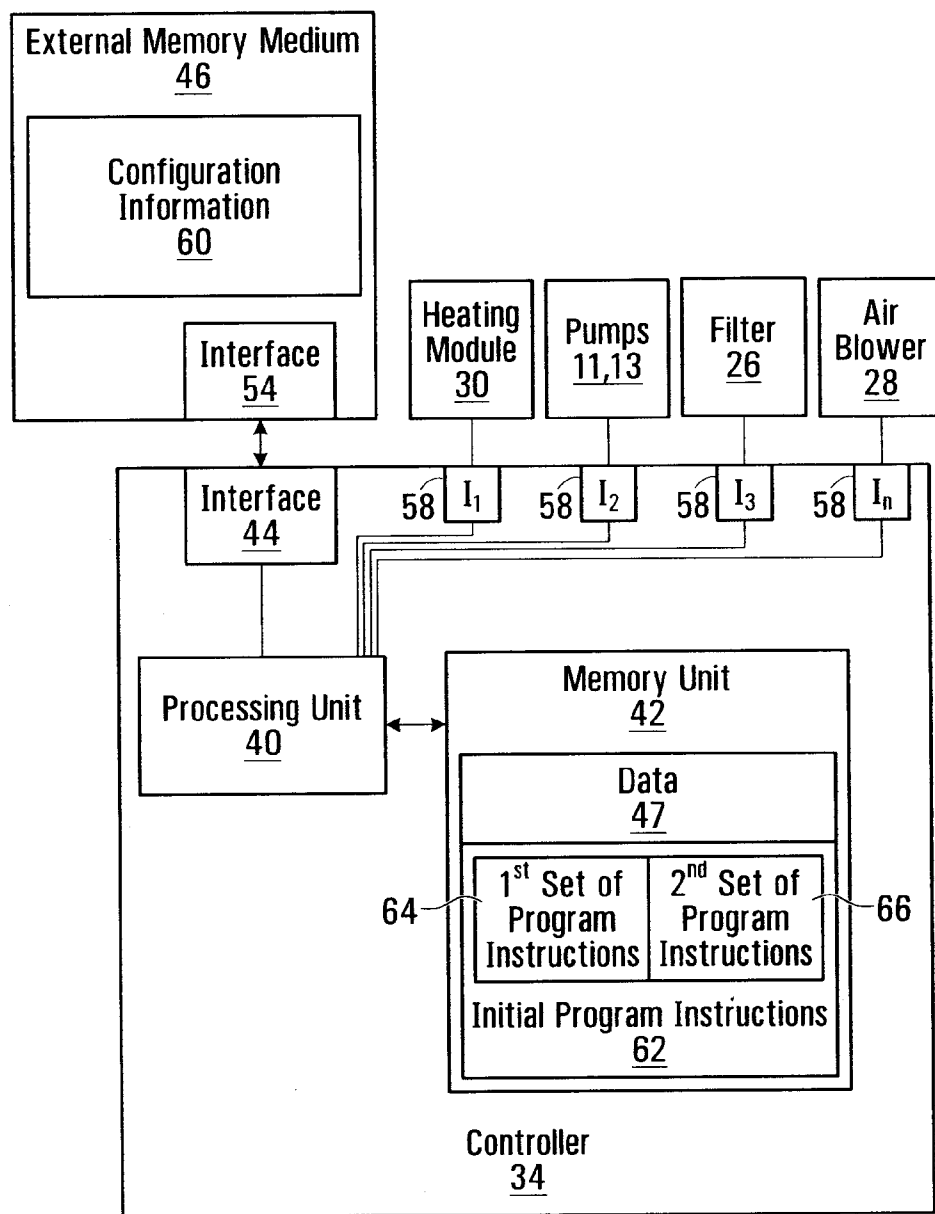 External Memory Medium
46
Configuration
Information
60
Interface
54
Heating
Module
30
Pumps
11,13
Filter
26
Air
Blower
28
Interface
44
58
I1
58
I2
58
I3
58
In
Processing Unit
40
Memory Unit
42
Data
47
64
1st Set of
Program
Instructions
2nd Set of
Program
Instructions
66
Initial Program Instructions
62
Controller
34